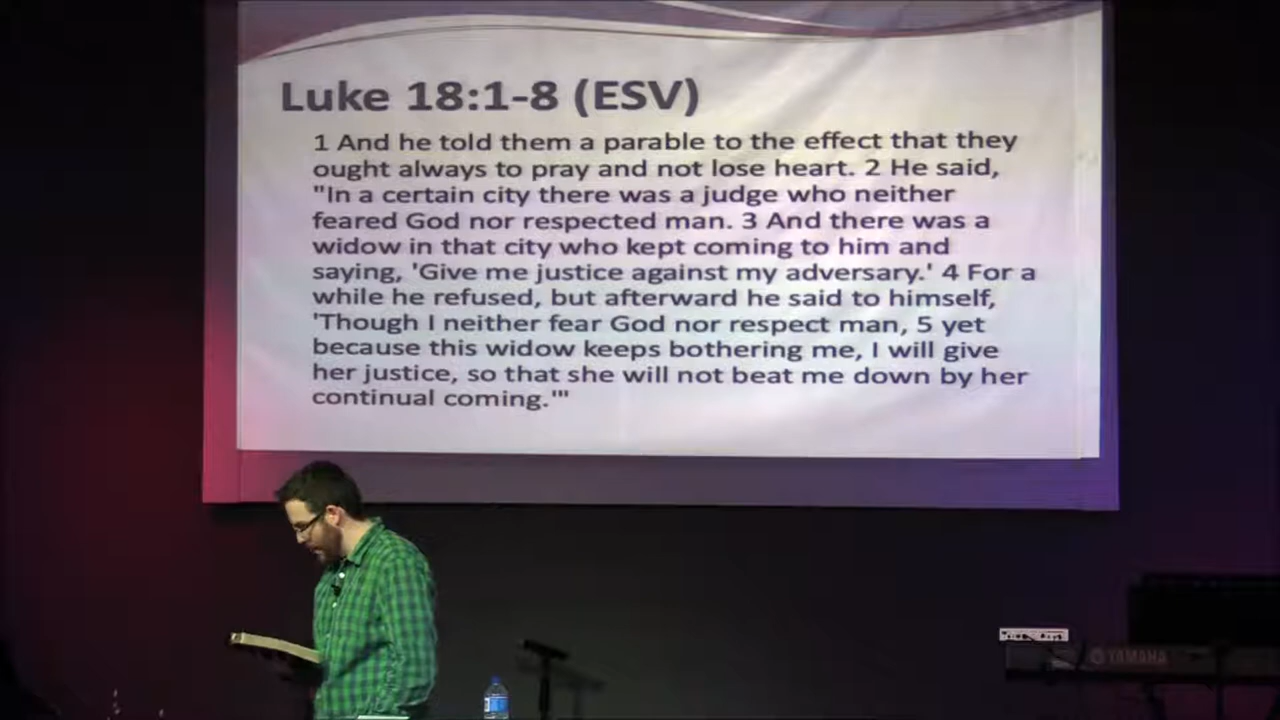 Luke 18:1-8 (ESV)
1 And he told them a parable to the effect that they
ought always to pray and not lose heart. 2 He said,
"In a certain city there was a judge who neither
feared God nor respected man. 3 And there was a
widow in that city who kept coming to him and
saying, 'Give me justice against my adversary.' 4 For a
while he refused, but afterward he said to himself,
'Though I neither fear God nor respect man, 5 yet
because this widow keeps bothering me, I will give
her justice, so that she will not beat me down by her
continual coming.'"
YAMAHA